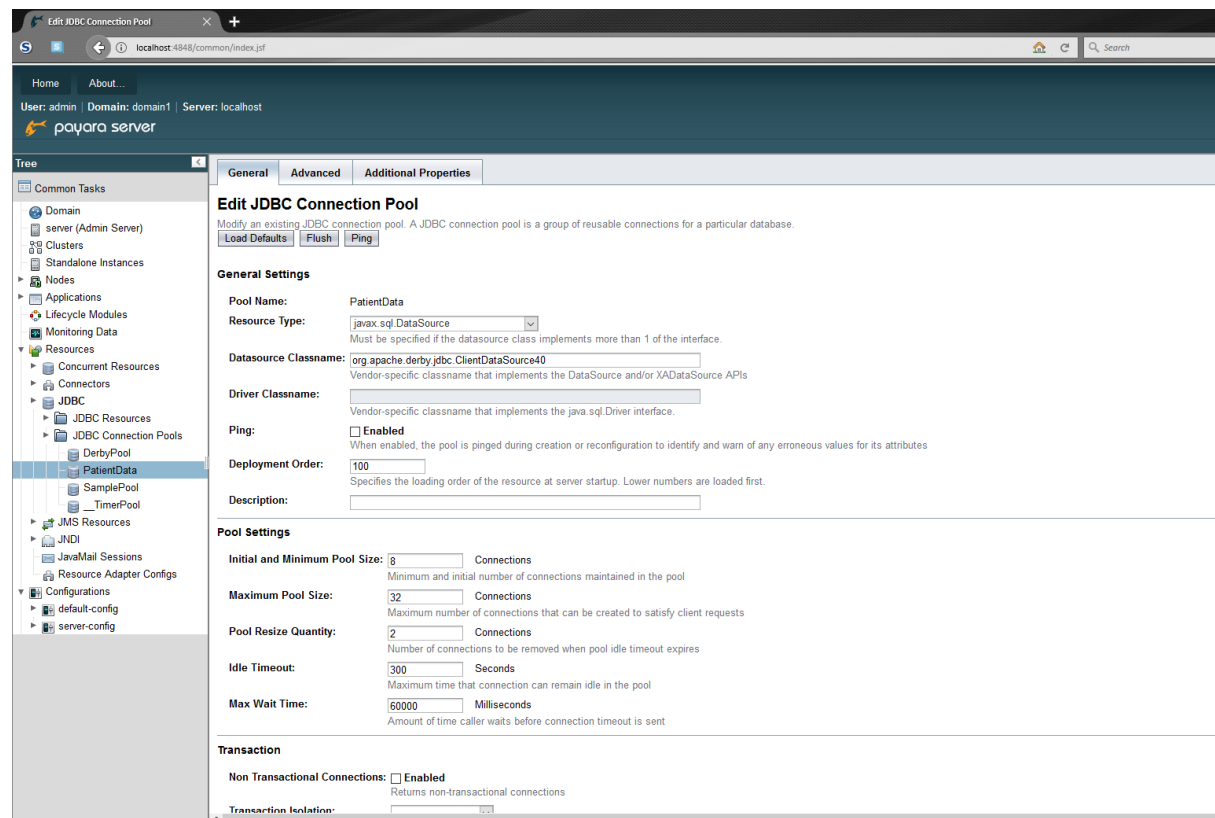 Edit JDBC Connection Pool
localhost:4848/common/index.jsf
Search
Home About...
User: admin | Domain: domain1 | Server: localhost
payara server
Tree
Common Tasks
Domain
server (Admin Server)
Clusters
Standalone Instances
Nodes
Applications
Lifecycle Modules
Monitoring Data
Resources
Concurrent Resources
Connectors
JDBC
JDBC Resources
JDBC Connection Pools
DerbyPool
PatientData
SamplePool
__TimerPool
JMS Resources
JNDI
JavaMail Sessions
Resource Adapter Configs
Configurations
default-config
server-config
General Advanced Additional Properties
Edit JDBC Connection Pool
Modify an existing JDBC connection pool. A JDBC connection pool is a group of reusable connections for a particular database.
Load Defaults Flush Ping
General Settings
Pool Name: PatientData
Resource Type: javax.sql.DataSource
Must be specified if the datasource class implements more than 1 of the interface.
Datasource Classname: org.apache.derby.jdbc.ClientDataSource40
Vendor-specific classname that implements the DataSource and/or XADataSource APIs
Driver Classname:
Vendor-specific classname that implements the java.sql.Driver interface.
Ping: Enabled
When enabled, the pool is pinged during creation or reconfiguration to identify and warn of any erroneous values for its attributes
Deployment Order: 100
Specifies the loading order of the resource at server startup. Lower numbers are loaded first.
Description:
Pool Settings
Initial and Minimum Pool Size: 8 Connections
Minimum and initial number of connections maintained in the pool
Maximum Pool Size: 32 Connections
Maximum number of connections that can be created to satisfy client requests
Pool Resize Quantity: 2 Connections
Number of connections to be removed when pool idle timeout expires
Idle Timeout: 300 Seconds
Maximum time that connection can remain idle in the pool
Max Wait Time: 60000 Milliseconds
Amount of time caller waits before connection timeout is sent
Transaction
Non Transactional Connections: Enabled
Returns non-transactional connections
Transaction Isolation: